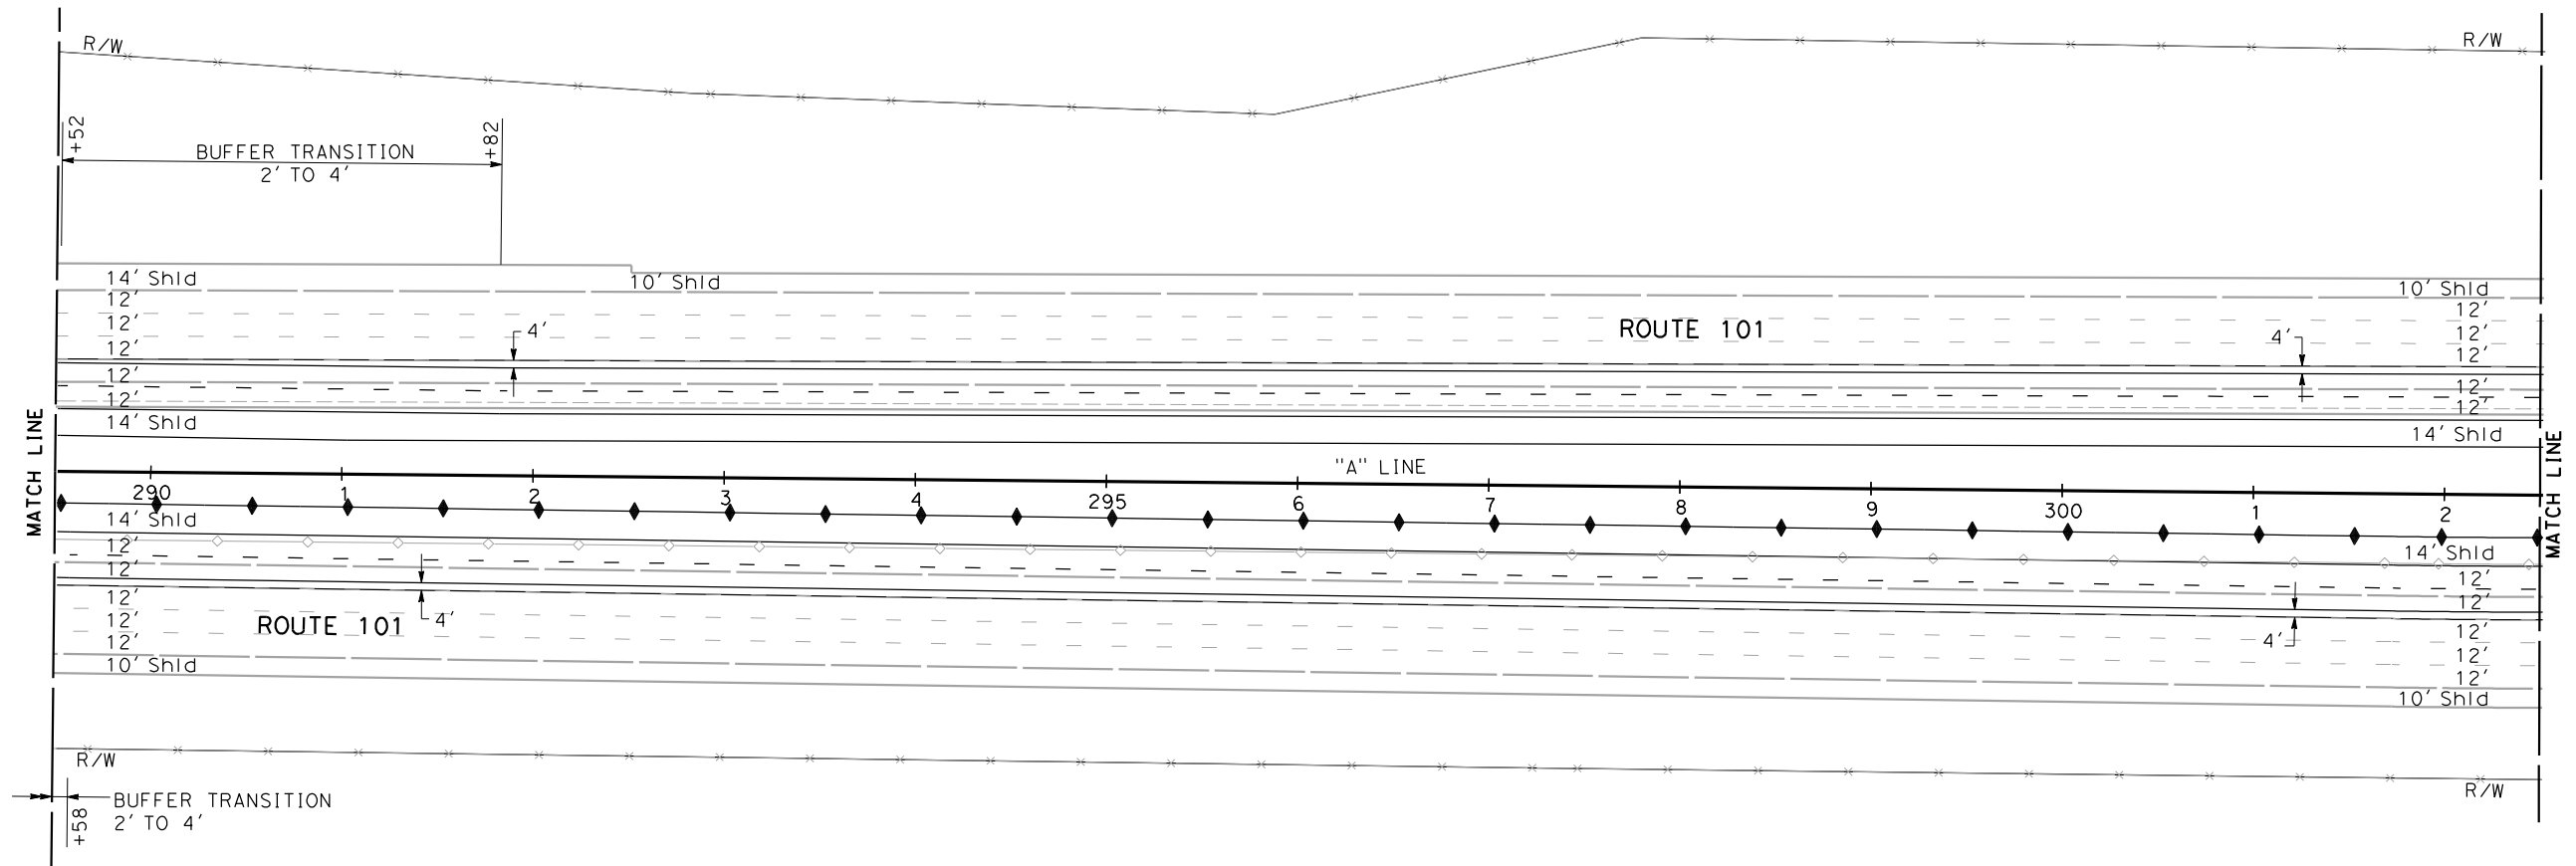 R/W
R/W
+52
+82
BUFFER TRANSITION
2' TO 4'
14' Shld
10' Shld
10' Shld
12'
12'
12'
12'
12'
4'
ROUTE 101
4'
12'
12'
12'
12'
12'
14' Shld
14' Shld
MATCH LINE
MATCH LINE
"A" LINE
290
1
2
3
4
295
6
7
8
9
300
1
2
14' Shld
14' Shld
12'
12'
12'
12'
12'
4'
ROUTE 101
4'
12'
12'
12'
12'
12'
10' Shld
10' Shld
R/W
R/W
BUFFER TRANSITION
2' TO 4'
+58